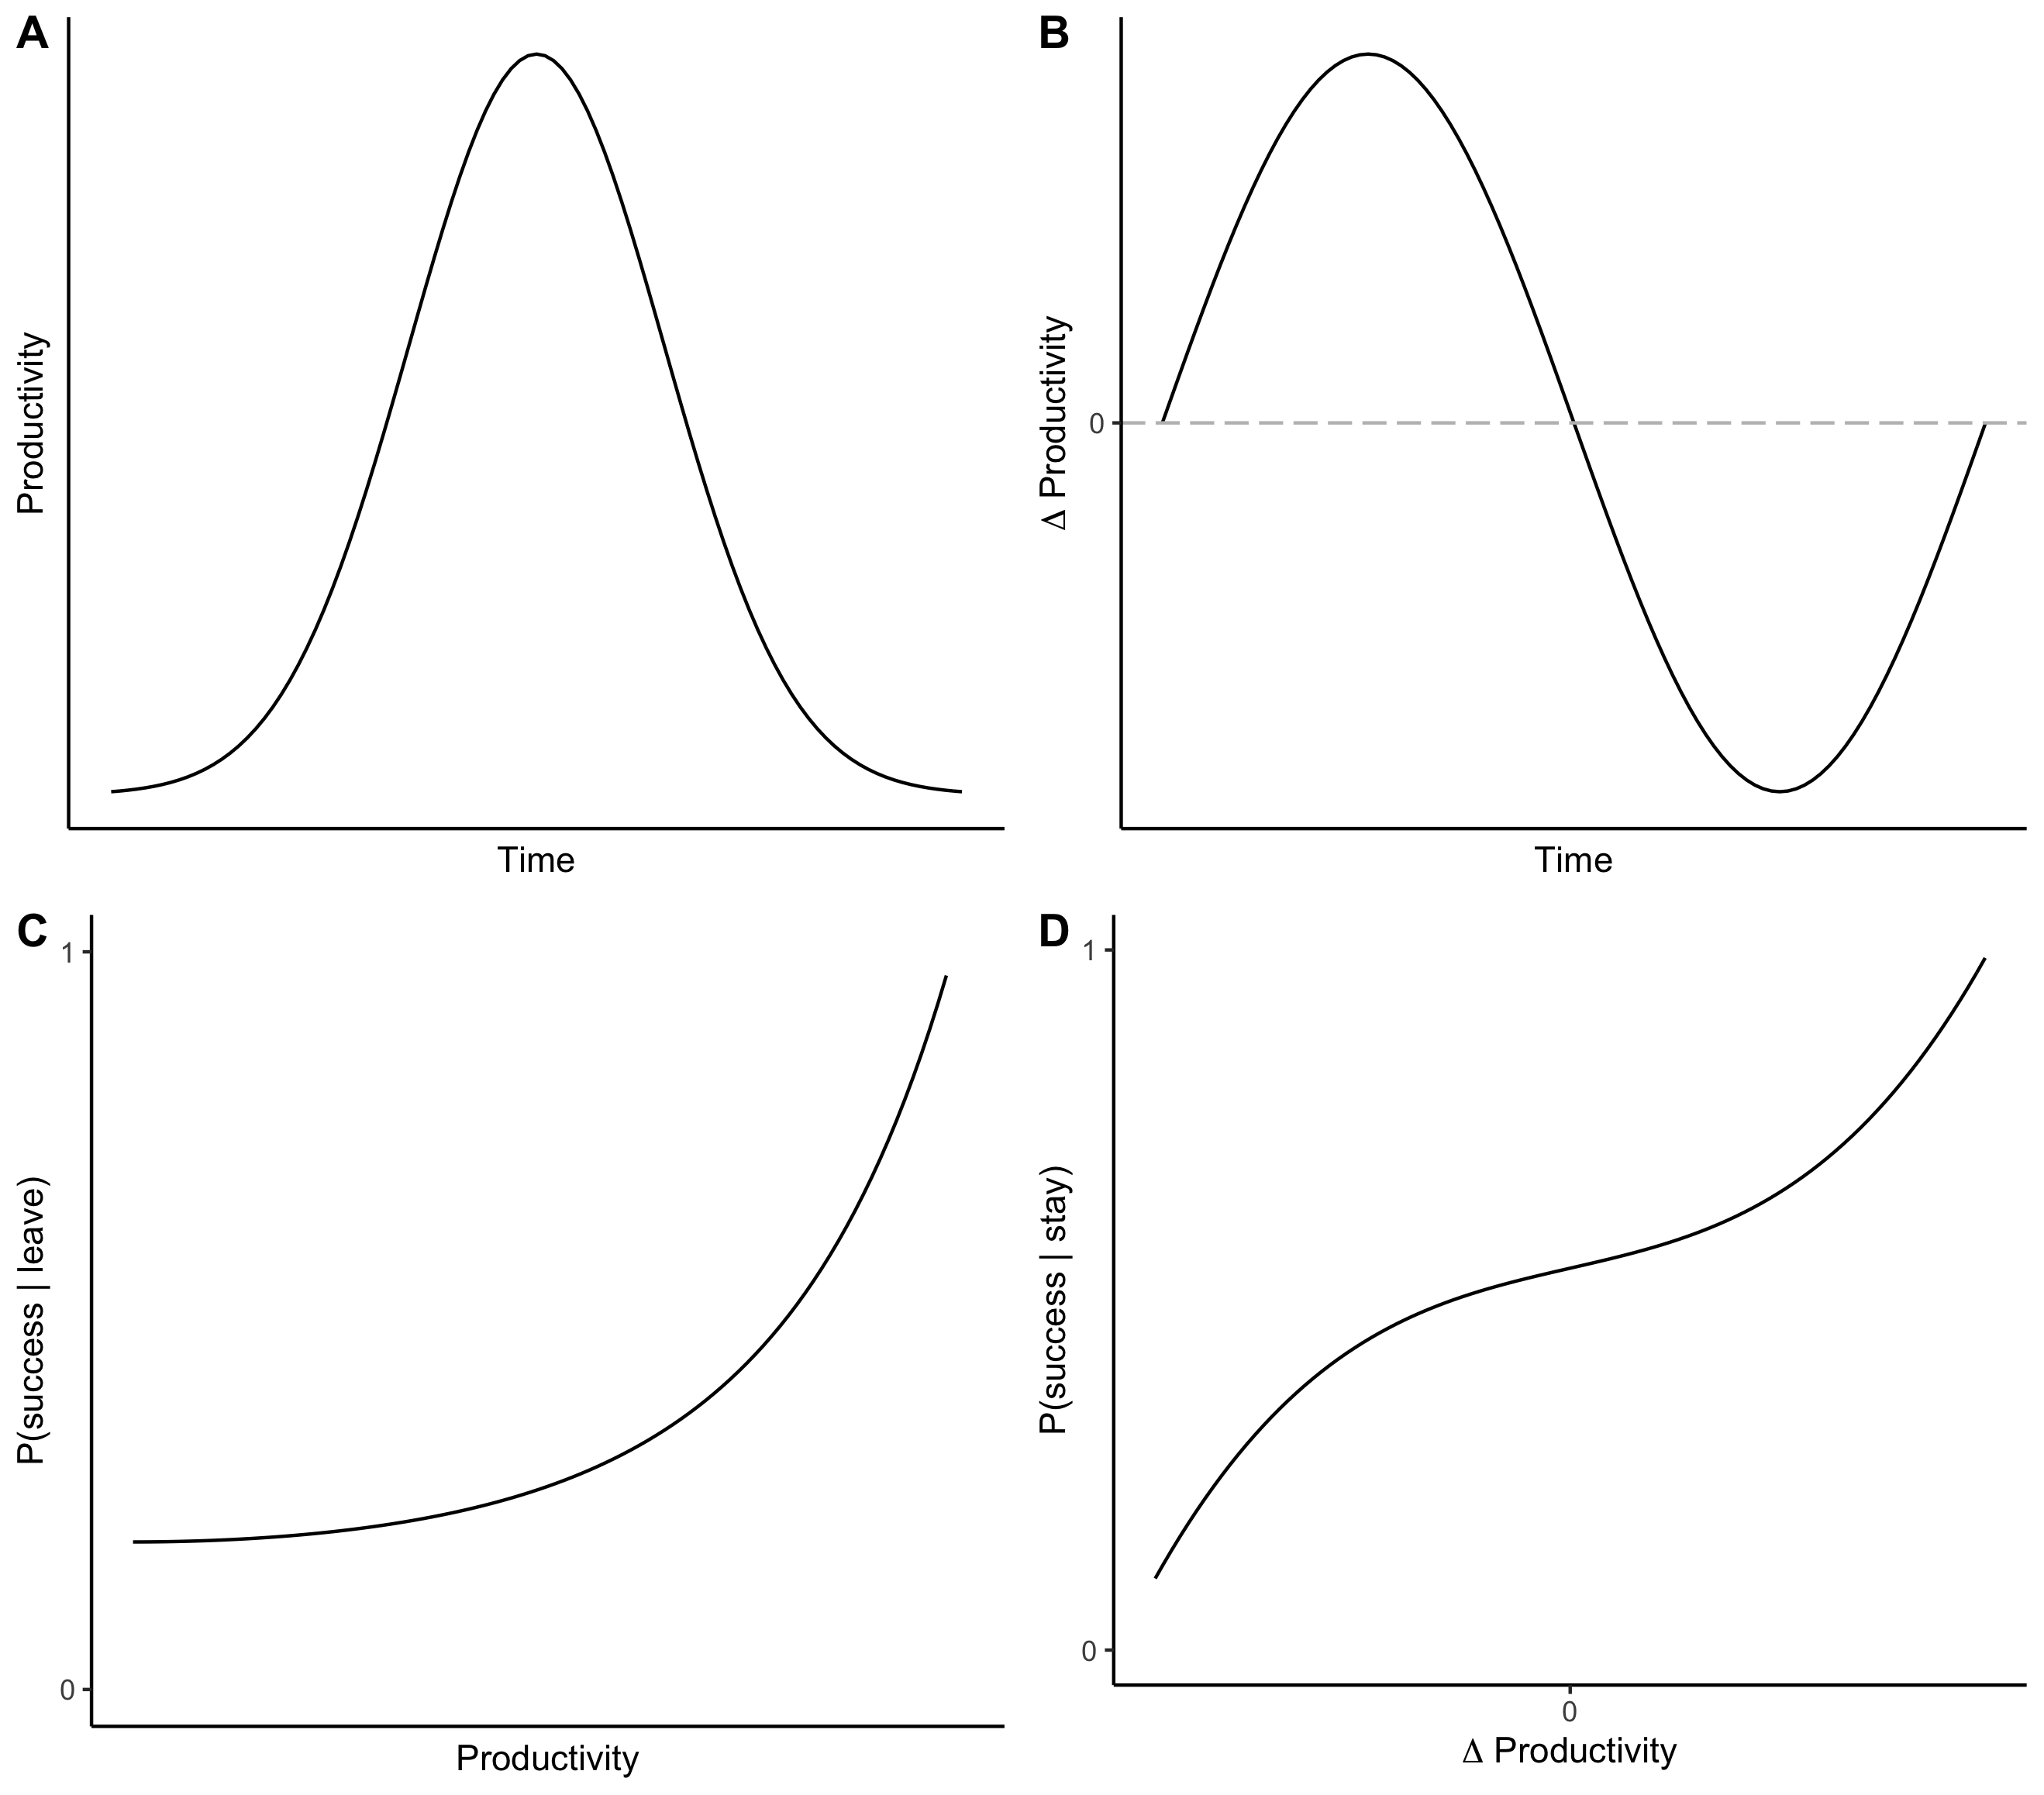 A
Productivity
Time
B
Δ Productivity
0
Time
C
1
P(success | leave)
0
Productivity
D
1
P(success | stay)
0
0
Δ Productivity